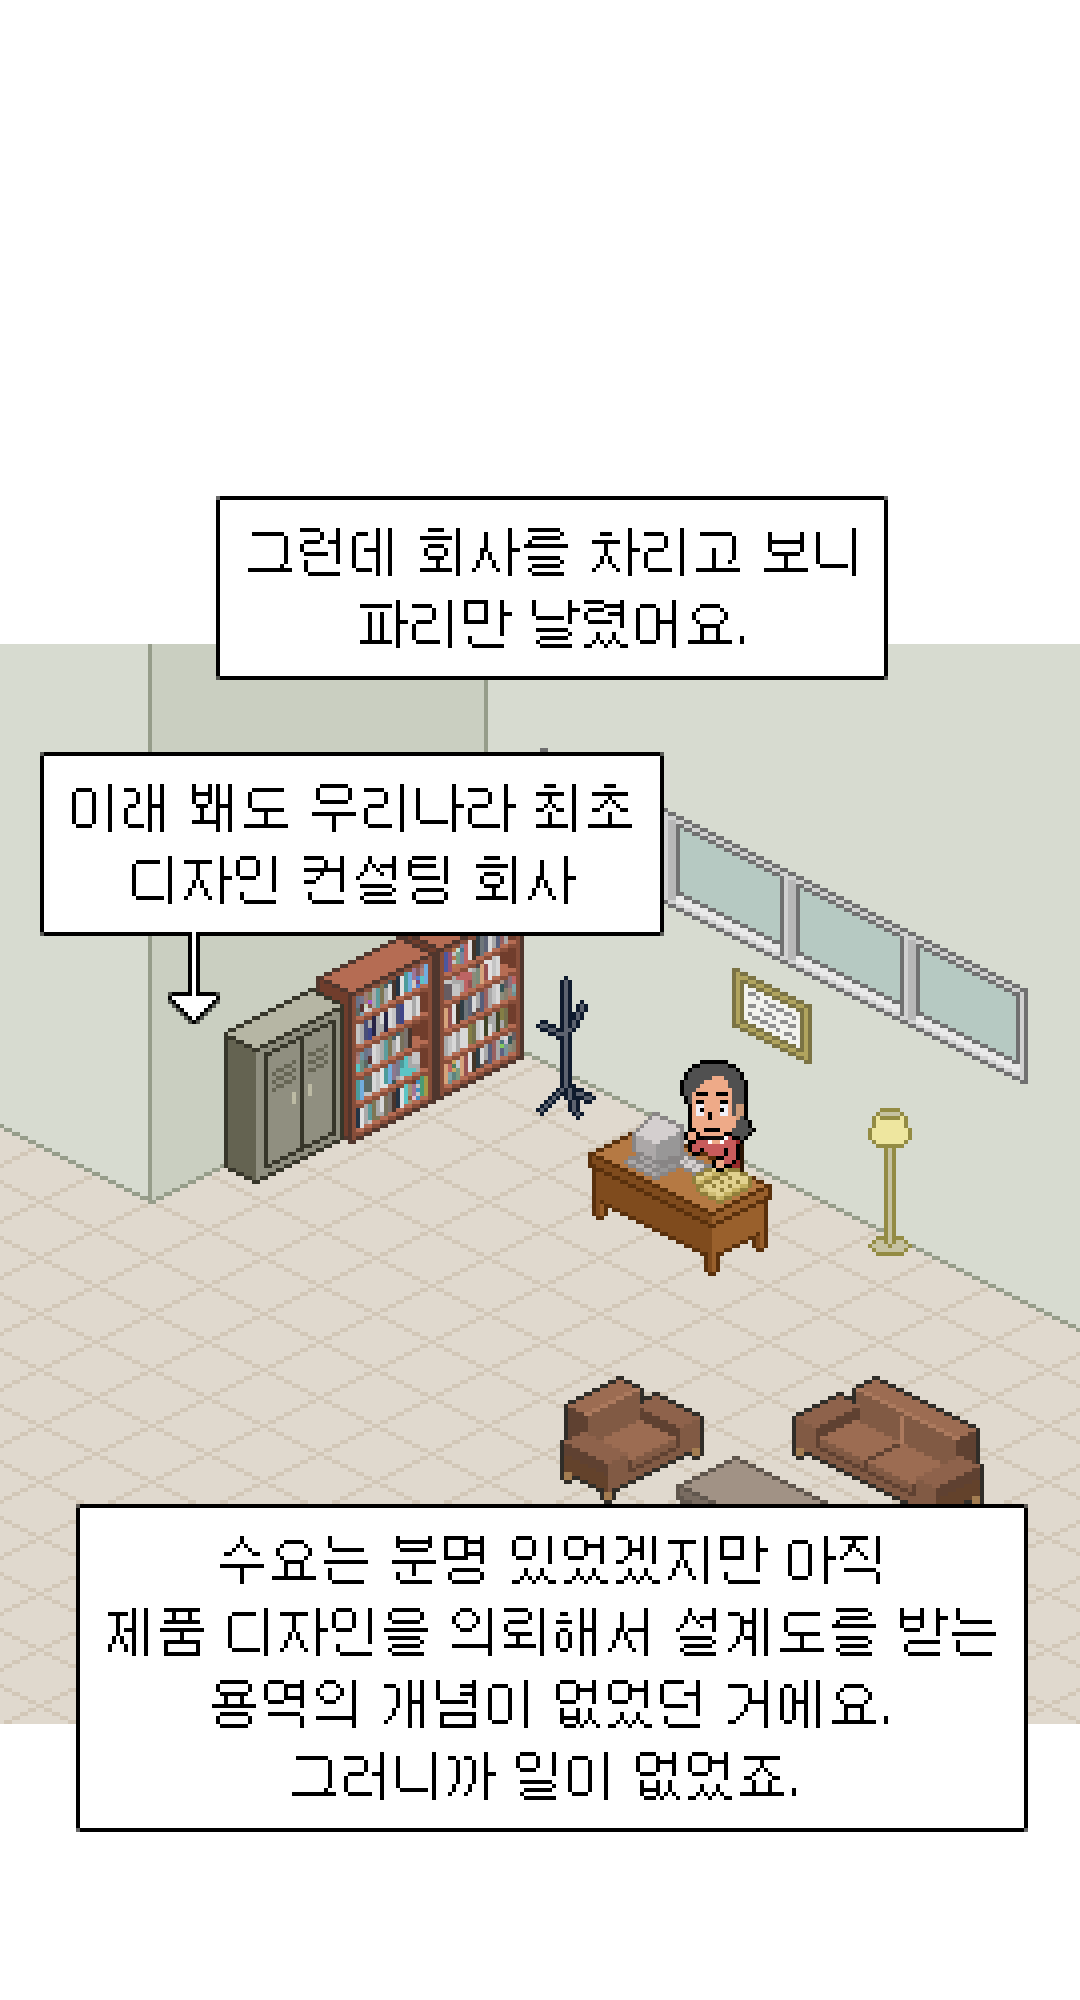 그런데 회사를 차리고 보니
파리만 날렸어요.
이래 봬도 우리나라 최초
디자인 컨설팅 회사
수요는 분명 있었겠지만 아직
제품 디자인을 의뢰해서 설계도를 받는
용역의 개념이 없었던 거에요.
그러니까 일이 없었죠.